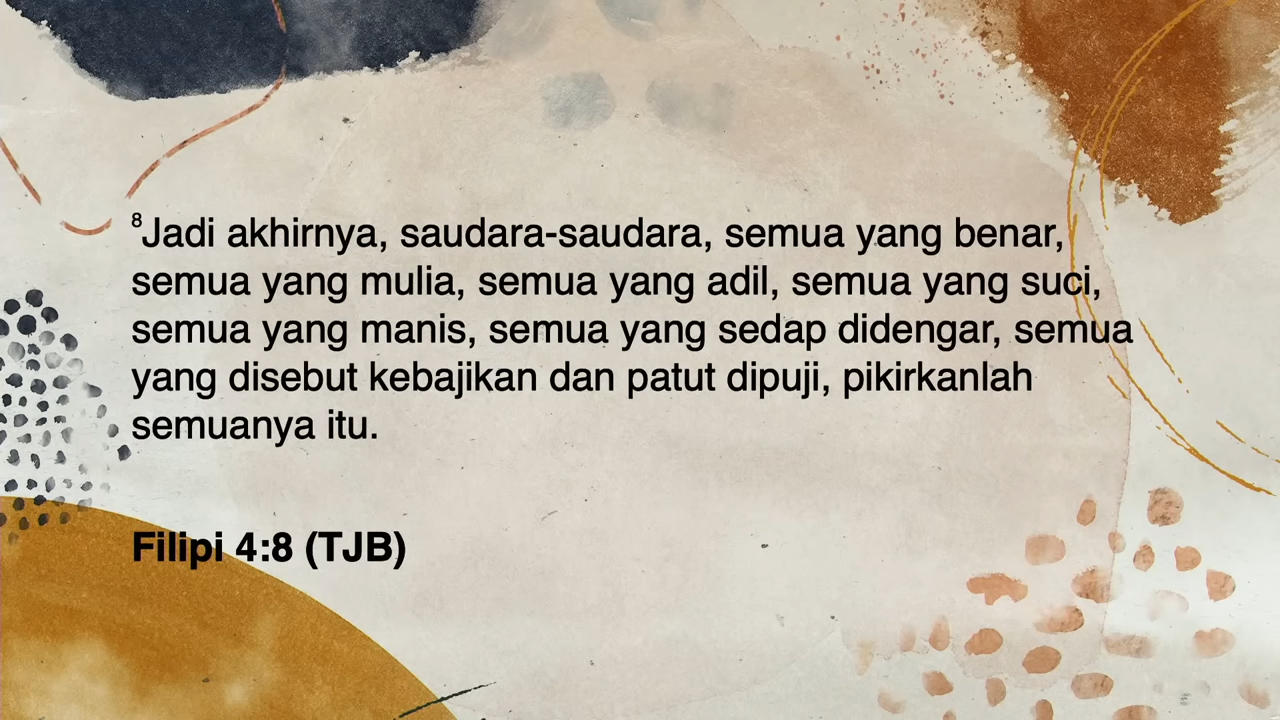 ⁸Jadi akhirnya, saudara-saudara, semua yang benar,
semua yang mulia, semua yang adil, semua yang suci,
semua yang manis, semua yang sedap didengar, semua
yang disebut kebajikan dan patut dipuji, pikirkanlah
semuanya itu.
Filipi 4:8 (TJB)